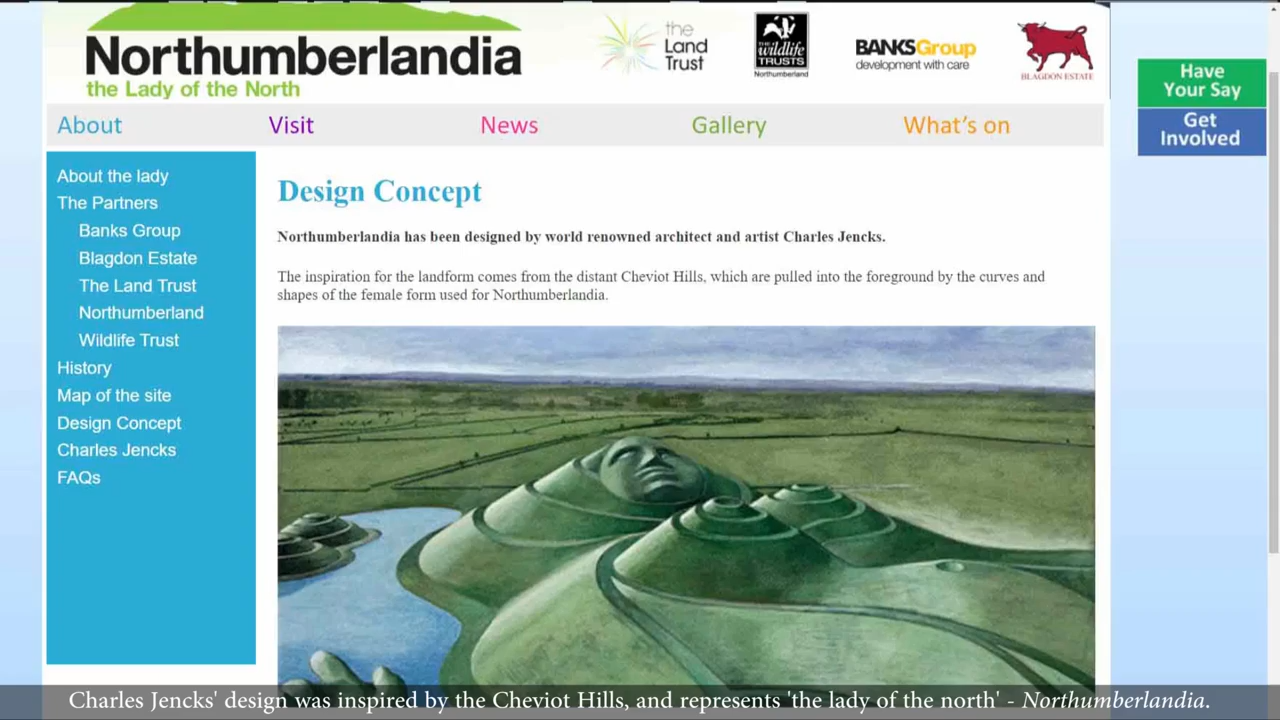 Northumberlandia
the Lady of the North
the
Land
Trust
THE
wildlife
TRUSTS
Northumberland
BANKSGroup
development with care
BLAGDON ESTATE
Have
Your Say
Get
Involved
About
Visit
News
Gallery
What's on
About the lady
The Partners
Banks Group
Blagdon Estate
The Land Trust
Northumberland
Wildlife Trust
History
Map of the site
Design Concept
Charles Jencks
FAQs
Design Concept
Northumberlandia has been designed by world renowned architect and artist Charles Jencks.
The inspiration for the landform comes from the distant Cheviot Hills, which are pulled into the foreground by the curves and
shapes of the female form used for Northumberlandia.
Charles Jencks' design was inspired by the Cheviot Hills, and represents 'the lady of the north' - Northumberlandia.